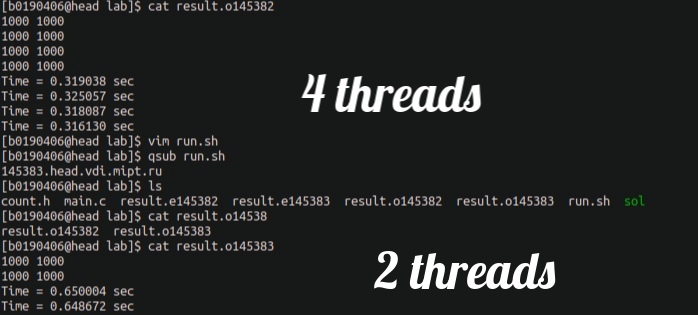 [b0190406@head lab]$ cat result.o145382
1000 1000
1000 1000
1000 1000
1000 1000
Time = 0.319038 sec
Time = 0.325057 sec
Time = 0.318087 sec
Time = 0.316130 sec
4 threads
[b0190406@head lab]$ vim run.sh
[b0190406@head lab]$ qsub run.sh
145383.head.vdi.mipt.ru
[b0190406@head lab]$ ls
count.h main.c result.e145382 result.e145383 result.o145382 result.o145383 run.sh sol
[b0190406@head lab]$ cat result.o14538
result.o145382 result.o145383
[b0190406@head lab]$ cat result.o145383
1000 1000
1000 1000
Time = 0.650004 sec
Time = 0.648672 sec
2 threads